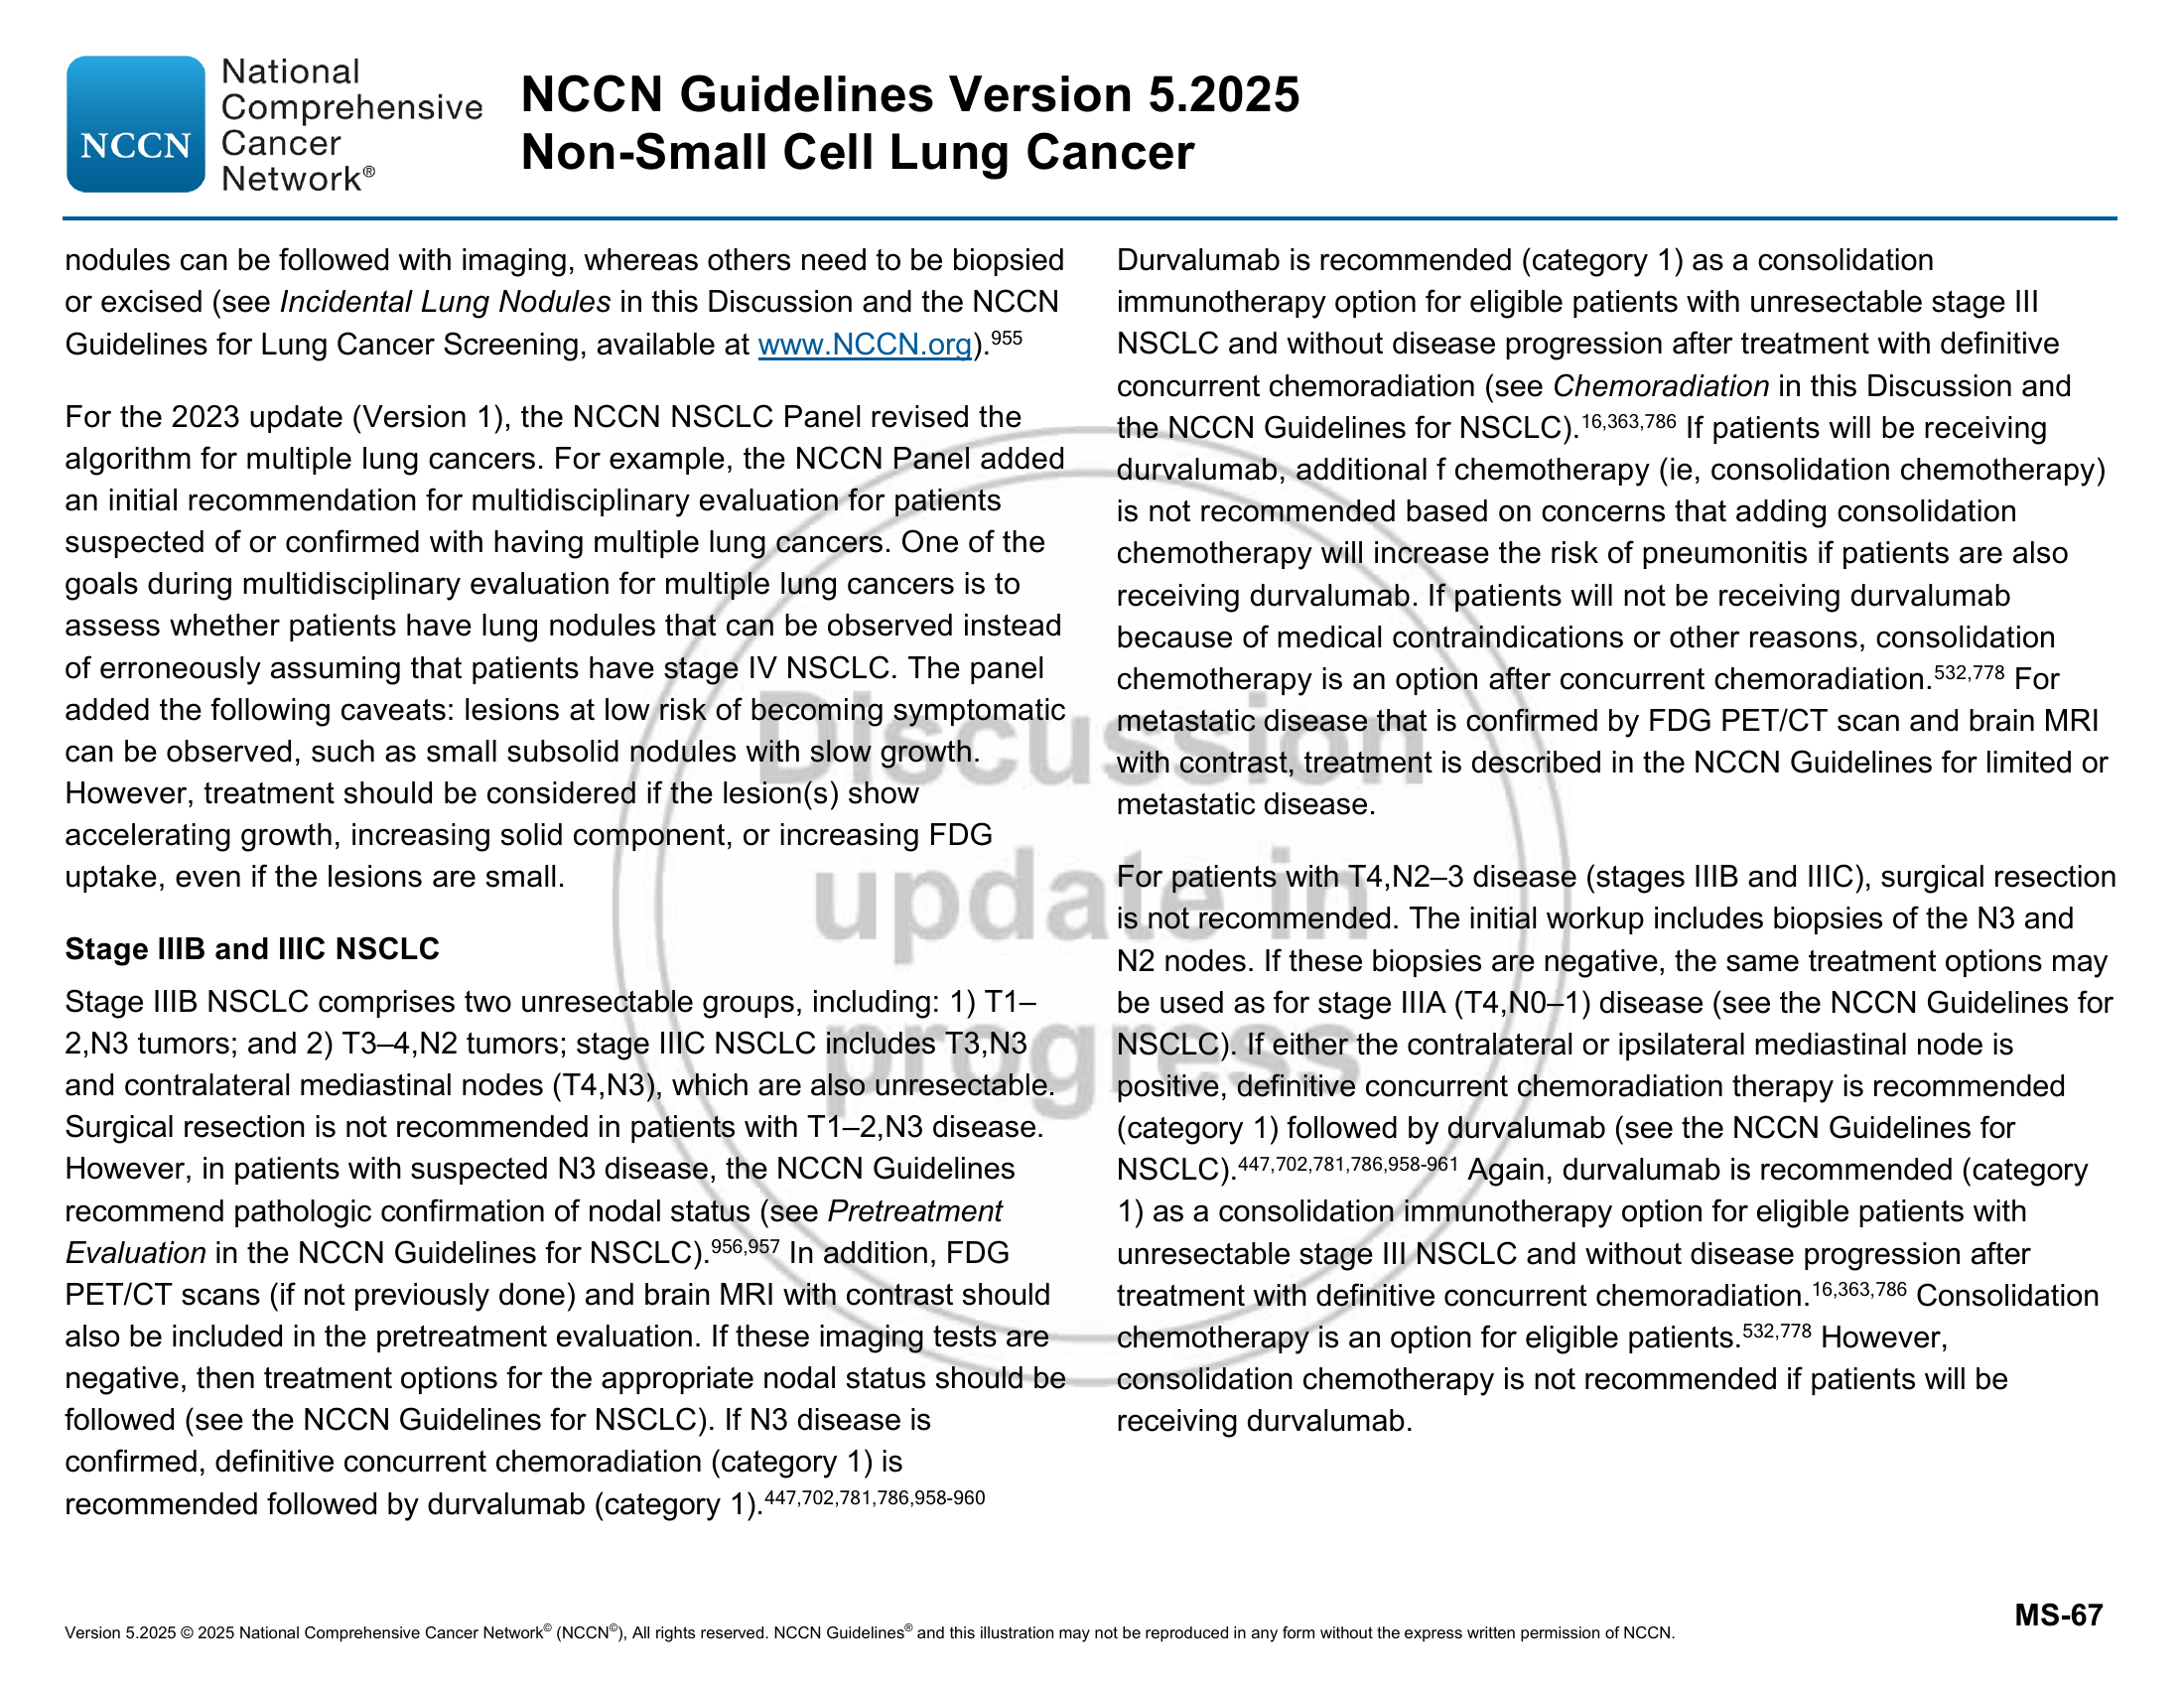 National
Comprehensive
NCCN Cancer
Network®
NCCN Guidelines Version 5.2025
Non-Small Cell Lung Cancer
nodules can be followed with imaging, whereas others need to be biopsied
or excised (see Incidental Lung Nodules in this Discussion and the NCCN
Guidelines for Lung Cancer Screening, available at www.NCCN.org).955
For the 2023 update (Version 1), the NCCN NSCLC Panel revised the
algorithm for multiple lung cancers. For example, the NCCN Panel added
an initial recommendation for multidisciplinary evaluation for patients
suspected of or confirmed with having multiple lung cancers. One of the
goals during multidisciplinary evaluation for multiple lung cancers is to
assess whether patients have lung nodules that can be observed instead
of erroneously assuming that patients have stage IV NSCLC. The panel
added the following caveats: lesions at low risk of becoming symptomatic
can be observed, such as small subsolid nodules with slow growth.
However, treatment should be considered if the lesion(s) show
accelerating growth, increasing solid component, or increasing FDG
uptake, even if the lesions are small.
Stage IIIB and IIIC NSCLC
Stage IIIB NSCLC comprises two unresectable groups, including: 1) T1–
2,N3 tumors; and 2) T3–4,N2 tumors; stage IIIC NSCLC includes T3,N3
and contralateral mediastinal nodes (T4,N3), which are also unresectable.
Surgical resection is not recommended in patients with T1–2,N3 disease.
However, in patients with suspected N3 disease, the NCCN Guidelines
recommend pathologic confirmation of nodal status (see Pretreatment
Evaluation in the NCCN Guidelines for NSCLC).956,957 In addition, FDG
PET/CT scans (if not previously done) and brain MRI with contrast should
also be included in the pretreatment evaluation. If these imaging tests are
negative, then treatment options for the appropriate nodal status should be
followed (see the NCCN Guidelines for NSCLC). If N3 disease is
confirmed, definitive concurrent chemoradiation (category 1) is
recommended followed by durvalumab (category 1).447,702,781,786,958-960
Durvalumab is recommended (category 1) as a consolidation
immunotherapy option for eligible patients with unresectable stage III
NSCLC and without disease progression after treatment with definitive
concurrent chemoradiation (see Chemoradiation in this Discussion and
the NCCN Guidelines for NSCLC).16,363,786 If patients will be receiving
durvalumab, additional f chemotherapy (ie, consolidation chemotherapy)
is not recommended based on concerns that adding consolidation
chemotherapy will increase the risk of pneumonitis if patients are also
receiving durvalumab. If patients will not be receiving durvalumab
because of medical contraindications or other reasons, consolidation
chemotherapy is an option after concurrent chemoradiation.532,778 For
metastatic disease that is confirmed by FDG PET/CT scan and brain MRI
with contrast, treatment is described in the NCCN Guidelines for limited or
metastatic disease.
For patients with T4,N2–3 disease (stages IIIB and IIIC), surgical resection
is not recommended. The initial workup includes biopsies of the N3 and
N2 nodes. If these biopsies are negative, the same treatment options may
be used as for stage IIIA (T4,N0–1) disease (see the NCCN Guidelines for
NSCLC). If either the contralateral or ipsilateral mediastinal node is
positive, definitive concurrent chemoradiation therapy is recommended
(category 1) followed by durvalumab (see the NCCN Guidelines for
NSCLC).447,702,781,786,958-961 Again, durvalumab is recommended (category
1) as a consolidation immunotherapy option for eligible patients with
unresectable stage III NSCLC and without disease progression after
treatment with definitive concurrent chemoradiation.16,363,786 Consolidation
chemotherapy is an option for eligible patients.532,778 However,
consolidation chemotherapy is not recommended if patients will be
receiving durvalumab.
Discussion
update in
progress
MS-67
Version 5.2025 © 2025 National Comprehensive Cancer Network© (NCCN©), All rights reserved. NCCN Guidelines® and this illustration may not be reproduced in any form without the express written permission of NCCN.